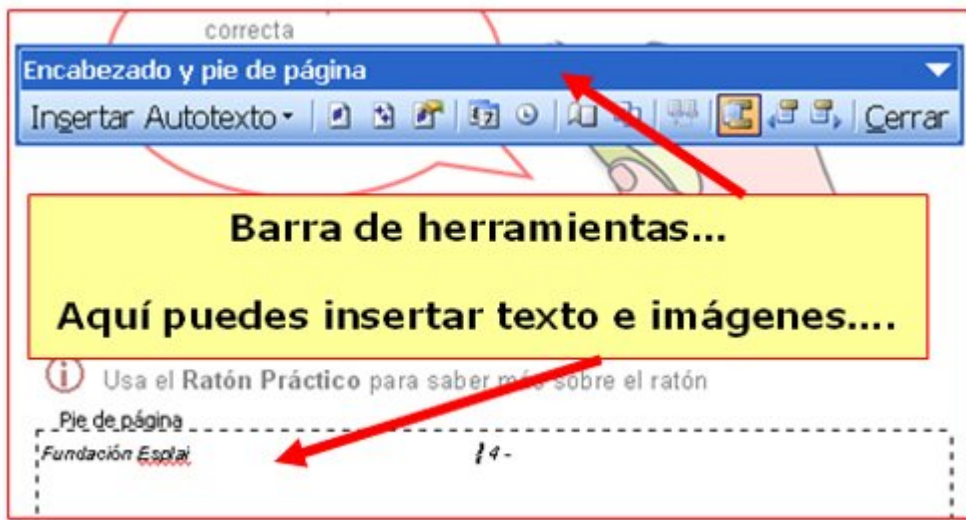 correcta
Encabezado y pie de página
Insertar Autotexto
Cerrar
Barra de herramientas...
Aquí puedes insertar texto e imágenes....
Usa el Ratón Práctico para saber más sobre el ratón
Pie de página
Fundación Esplai
4 -